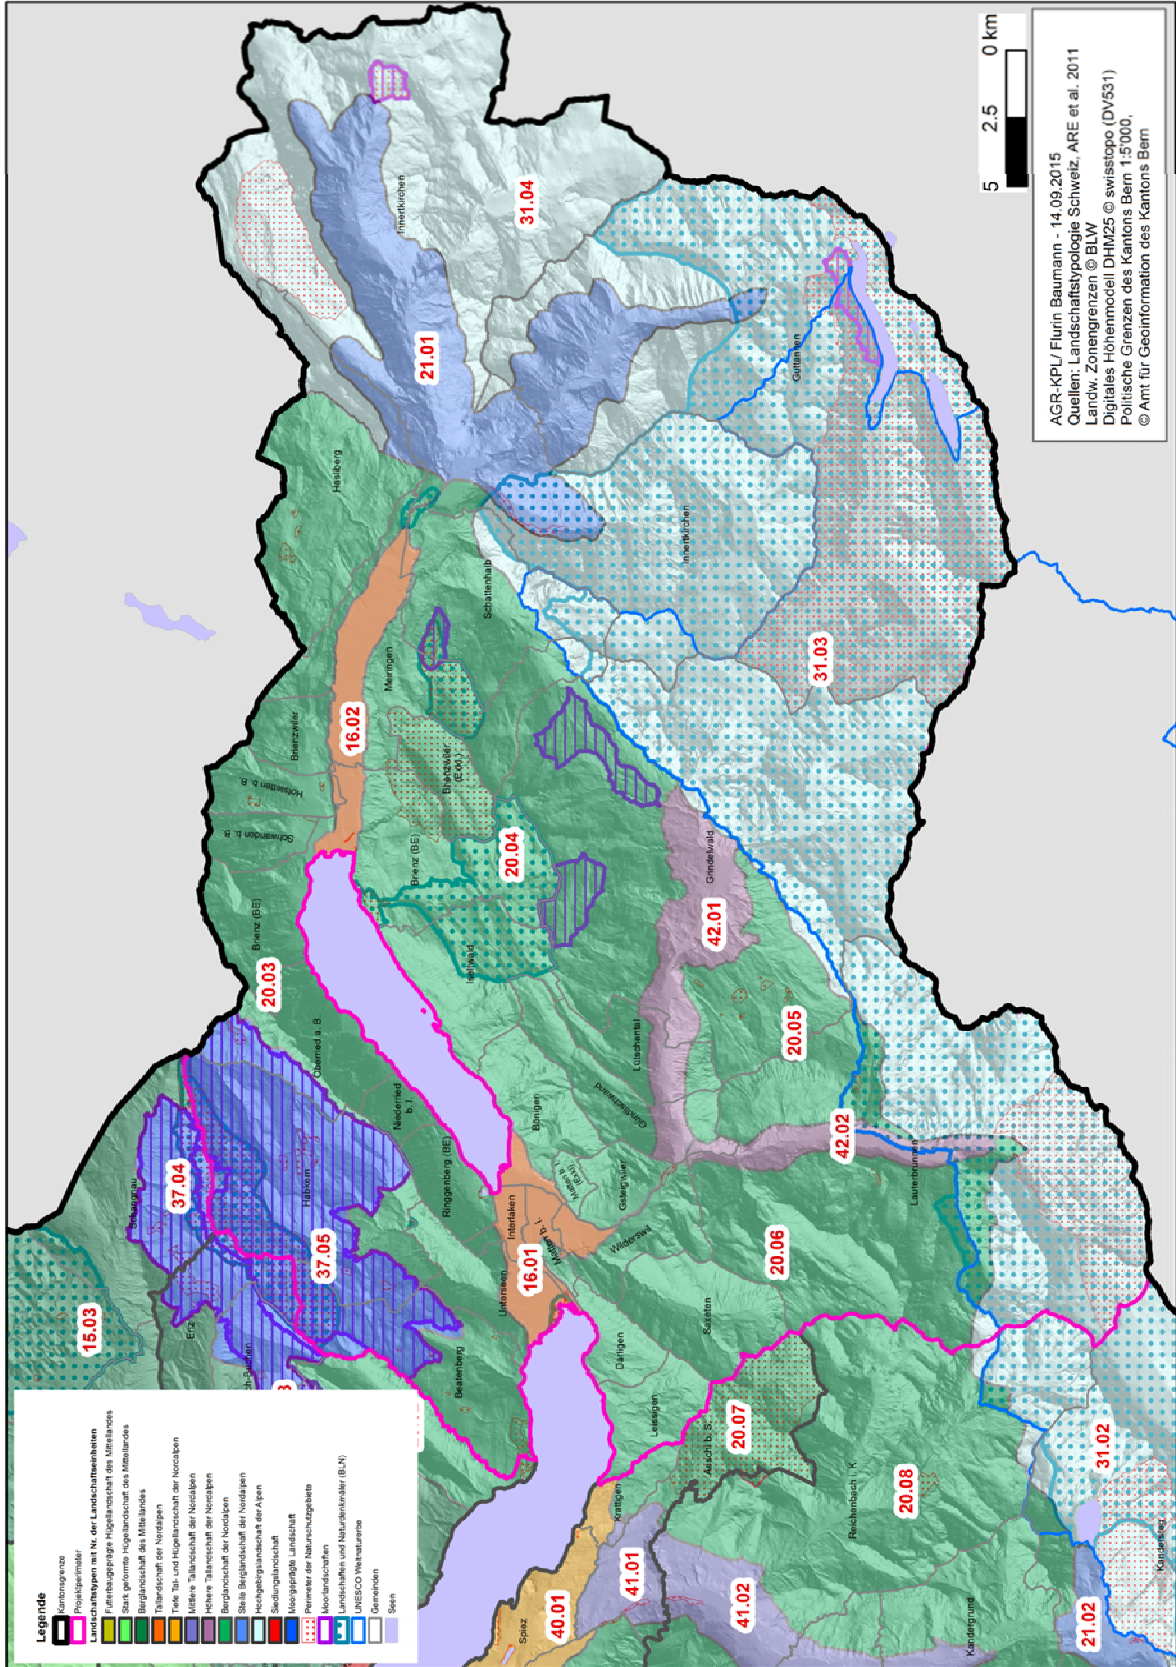 Legende
Kantonsgrenze
Projektperimeter
Landschaftstypen mit Nr. der Landschaftseinheiten
Futterbaugeprägte Hügellandschaft des Mittellandes
Stark geformte Hügellandschaft des Mittellandes
Berglandschaft des Mittellandes
Tallandschaft der Nordalpen
Tiefe Tal- und Hügellandschaft der Nordalpen
Mittlere Tallandschaft der Nordalpen
Höhere Tallandschaft der Nordalpen
Berglandschaft der Nordalpen
Steile Berglandschaft der Nordalpen
Hochgebirgslandschaft der Alpen
Siedlungslandschaft
Moorgeprägte Landschaft
Perimeter der Naturschutzgebiete
Moorlandschaften
Landschaften und Naturdenkmäler (BLN)
UNESCO Weltnaturerbe
Gemeinden
Seen
15.03
37.04
37.05
20.03
16.02
21.01
31.04
20.04
16.01
42.01
20.05
42.02
20.06
20.07
20.08
40.01
41.01
41.02
21.02
31.02
31.03
Schangnau
Eriz
Habkern
Beatenberg
Unterseen
Interlaken
Matten b. I.
Matten b. I.
(Exkl.)
Ringgenberg (BE)
Niederried
b. I.
Oberried a. B.
Brienz (BE)
Schwanden b. B.
Hofstetten b. B.
Brienzwiler
Hasliberg
Meiringen
Brienzwiler
(Exkl.)
Brienz (BE)
Iseltwald
Bönigen
Gsteigwiler
Wilderswil
Gündlischwand
Lütschental
Grindelwald
Schattenhalb
Innertkirchen
Innertkirchen
Guttannen
Lauterbrunnen
Saxeten
Därligen
Leissigen
Aeschi b. S.
Krattigen
Spiez
Reichenbach i. K.
Kandergrund
Kandersteg
5 2.5 0 km
AGR-KPL/ Flurin Baumann - 14.09.2015
Quellen: Landschaftstypologie Schweiz, ARE et al. 2011
Landw. Zonengrenzen © BLW
Digitales Höhenmodell DHM25 © swisstopo (DV531)
Politische Grenzen des Kantons Bern 1:5'000,
© Amt für Geoinformation des Kantons Bern